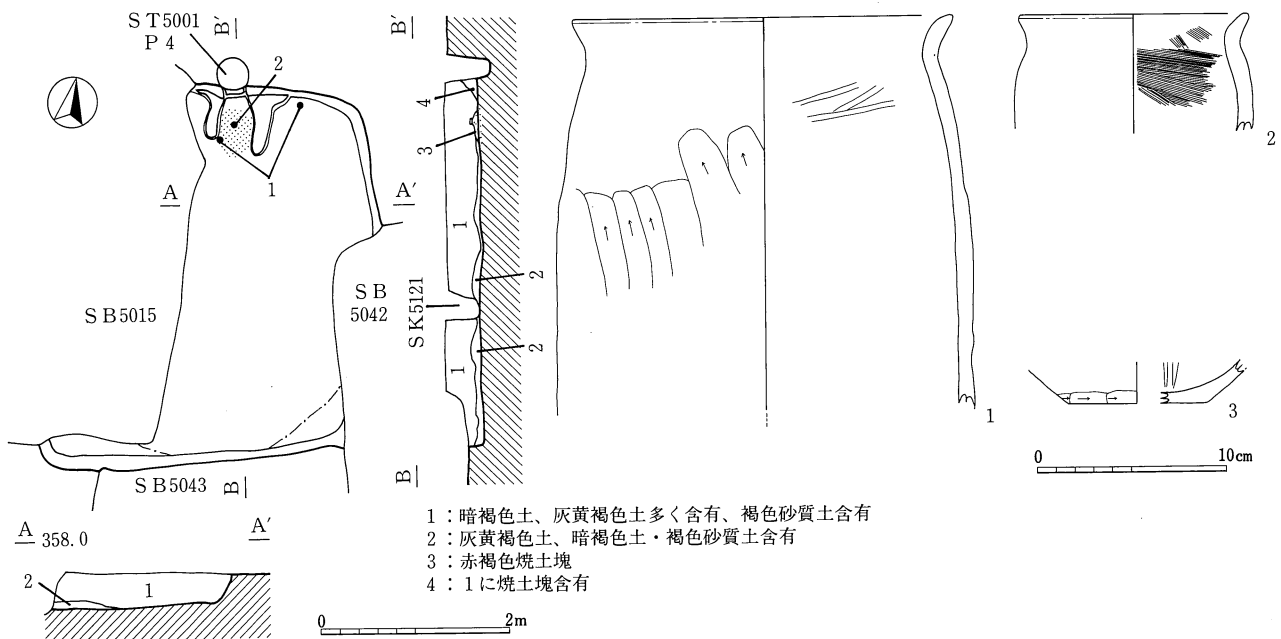 ST5001
P4
B′
2
1
A
A′
SB5015
SB
5042
SB5043
B
B′
4
3
1
2
SK5121
2
1
B
1
2
3
0 10cm
A 358.0 A′
2
1
0 2m
1：暗褐色土、灰黄褐色土多く含有、褐色砂質土含有
2：灰黄褐色土、暗褐色土・褐色砂質土含有
3：赤褐色焼土塊
4：1に焼土塊含有